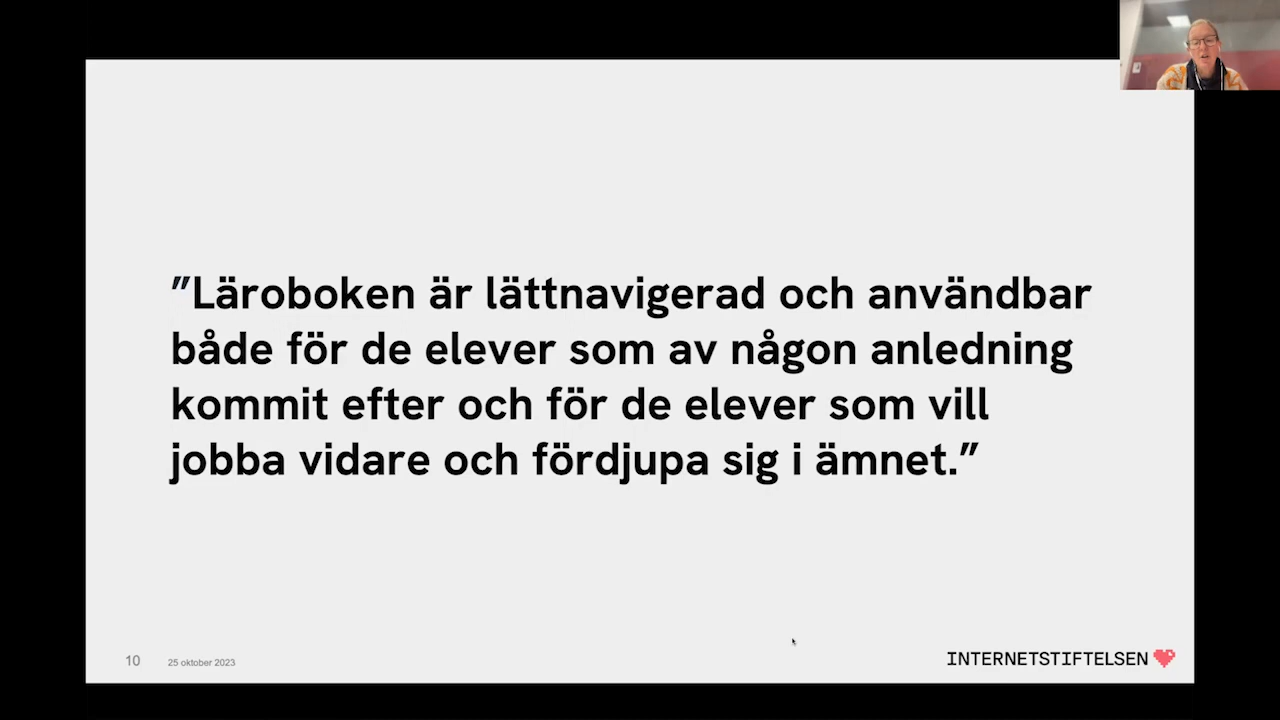 ”Läroboken är lättnavigerad och användbar
både för de elever som av någon anledning
kommit efter och för de elever som vill
jobba vidare och fördjupa sig i ämnet.”
10
25 oktober 2023
INTERNETSTIFTELSEN